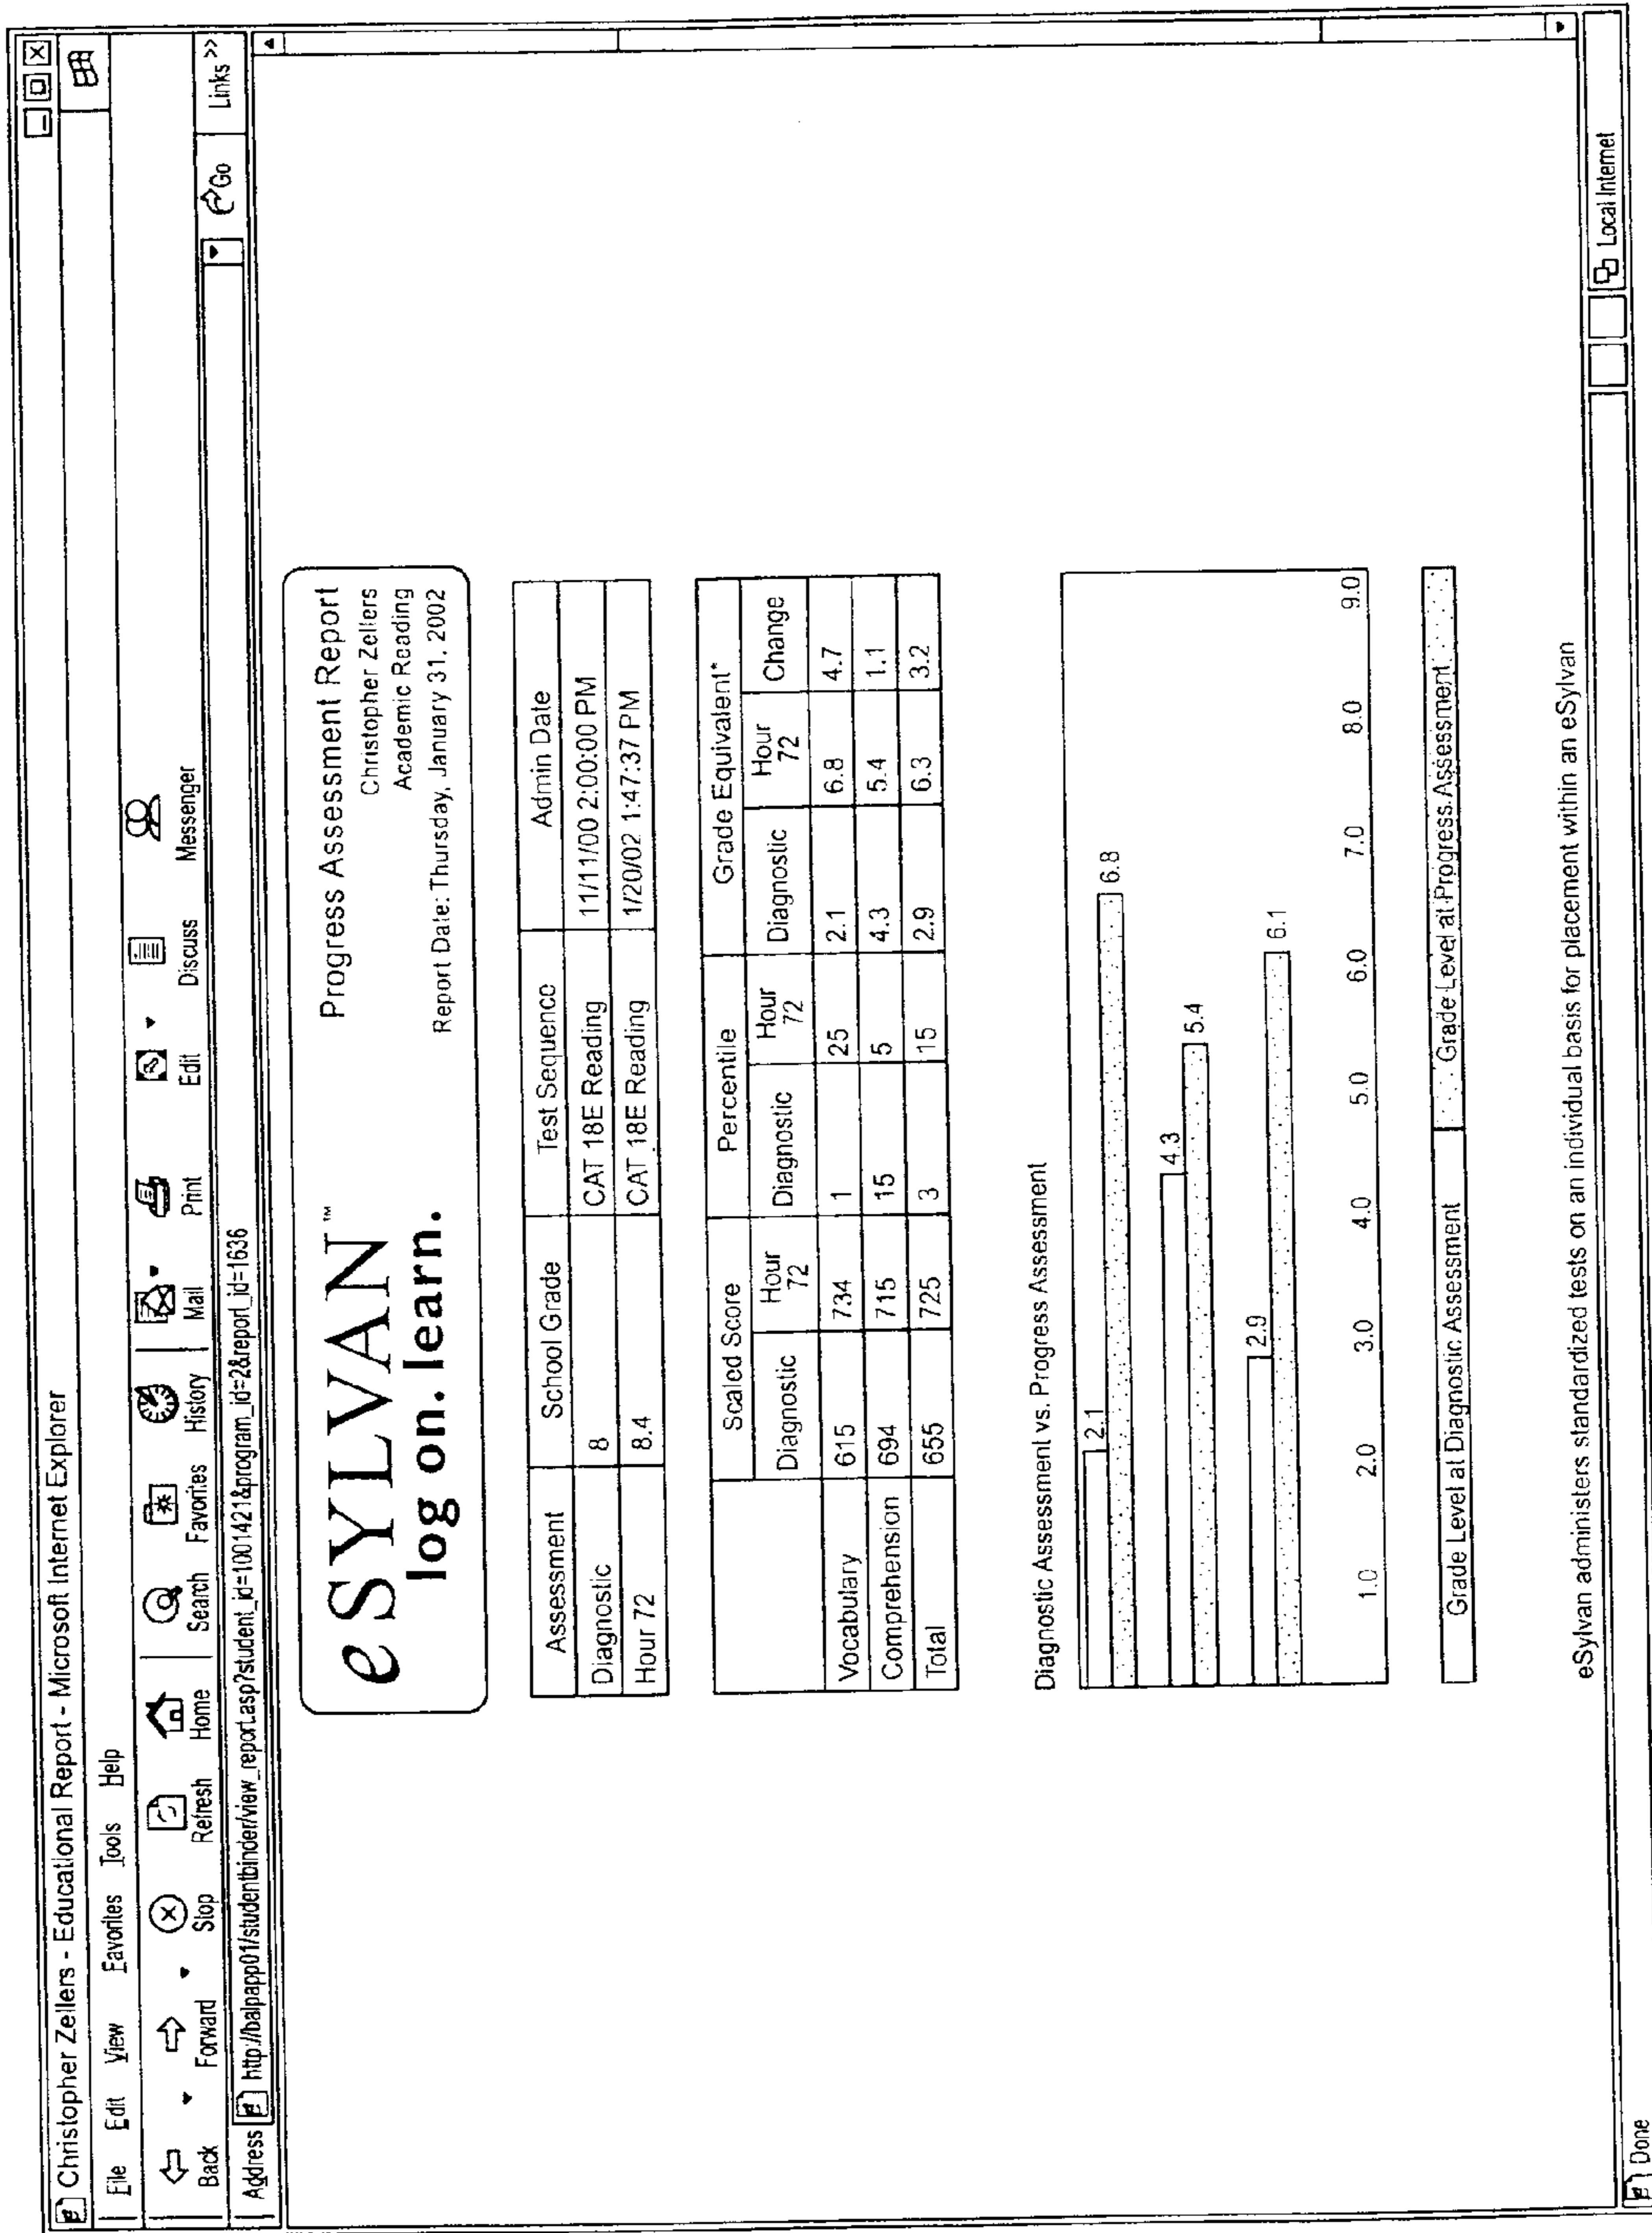 Christopher Zellers - Educational Report - Microsoft Internet Explorer
File Edit View Favorites Tools Help
Back Forward Stop Refresh Home Search Favorites History Mail Print Edit Discuss Messenger
Address http://balpapp01/studentbinder/view_report.asp?student_id=10014218&program_id=2&report_id=1636 Go Links >>
eSYLVAN™
log on. learn.
Progress Assessment Report
Christopher Zellers
Academic Reading
Report Date: Thursday, January 31, 2002
Assessment School Grade Test Sequence Admin Date
Diagnostic 8 CAT 18E Reading 11/11/00 2:00:00 PM
Hour 72 8.4 CAT 18E Reading 1/20/02 1:47:37 PM
Scaled Score Percentile Grade Equivalent*
Diagnostic Hour 72 Diagnostic Hour 72 Diagnostic Hour 72 Change
Vocabulary 615 734 1 25 2.1 6.8 4.7
Comprehension 694 715 15 5 4.3 5.4 1.1
Total 655 725 3 15 2.9 6.3 3.2
Diagnostic Assessment vs. Progress Assessment
2.1
6.8
4.3
5.4
2.9
6.1
1.0 2.0 3.0 4.0 5.0 6.0 7.0 8.0 9.0
Grade Level at Diagnostic Assessment Grade Level at Progress Assessment
eSylvan administers standardized tests on an individual basis for placement within an eSylvan
Done Local Internet